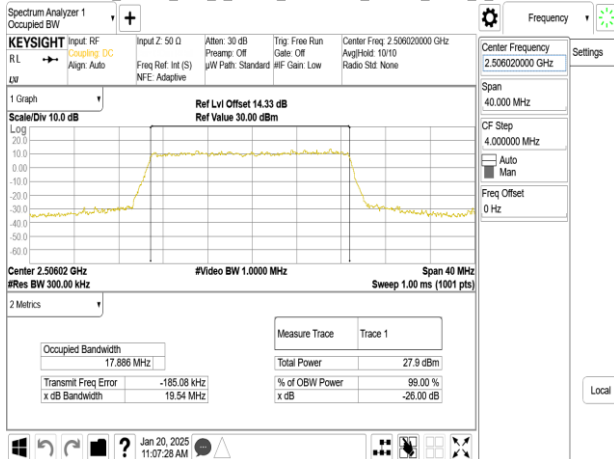 Spectrum Analyzer 1
Occupied BW
+
Frequency
KEYSIGHT
RL
LXI
Input: RF
Coupling: DC
Align: Auto
Input Z: 50 Ω
Freq Ref: Int (S)
NFE: Adaptive
Atten: 30 dB
Preamp: Off
µW Path: Standard
Trig: Free Run
Gate: Off
#IF Gain: Low
Center Freq: 2.506020000 GHz
Avg|Hold: 10/10
Radio Std: None
Center Frequency
2.506020000 GHz
Settings
Span
40.000 MHz
CF Step
4.000000 MHz
Auto
Man
Freq Offset
0 Hz
Local
1 Graph
Scale/Div 10.0 dB
Ref Lvl Offset 14.33 dB
Ref Value 30.00 dBm
Log
20.0
10.0
0.00
-10.0
-20.0
-30.0
-40.0
-50.0
-60.0
Center 2.50602 GHz
#Res BW 300.00 kHz
#Video BW 1.0000 MHz
Span 40 MHz
Sweep 1.00 ms (1001 pts)
2 Metrics
Measure Trace Trace 1
Occupied Bandwidth
17.886 MHz
Total Power 27.9 dBm
Transmit Freq Error -185.08 kHz
% of OBW Power 99.00 %
x dB Bandwidth 19.54 MHz
x dB -26.00 dB
?
Jan 20, 2025
11:07:28 AM